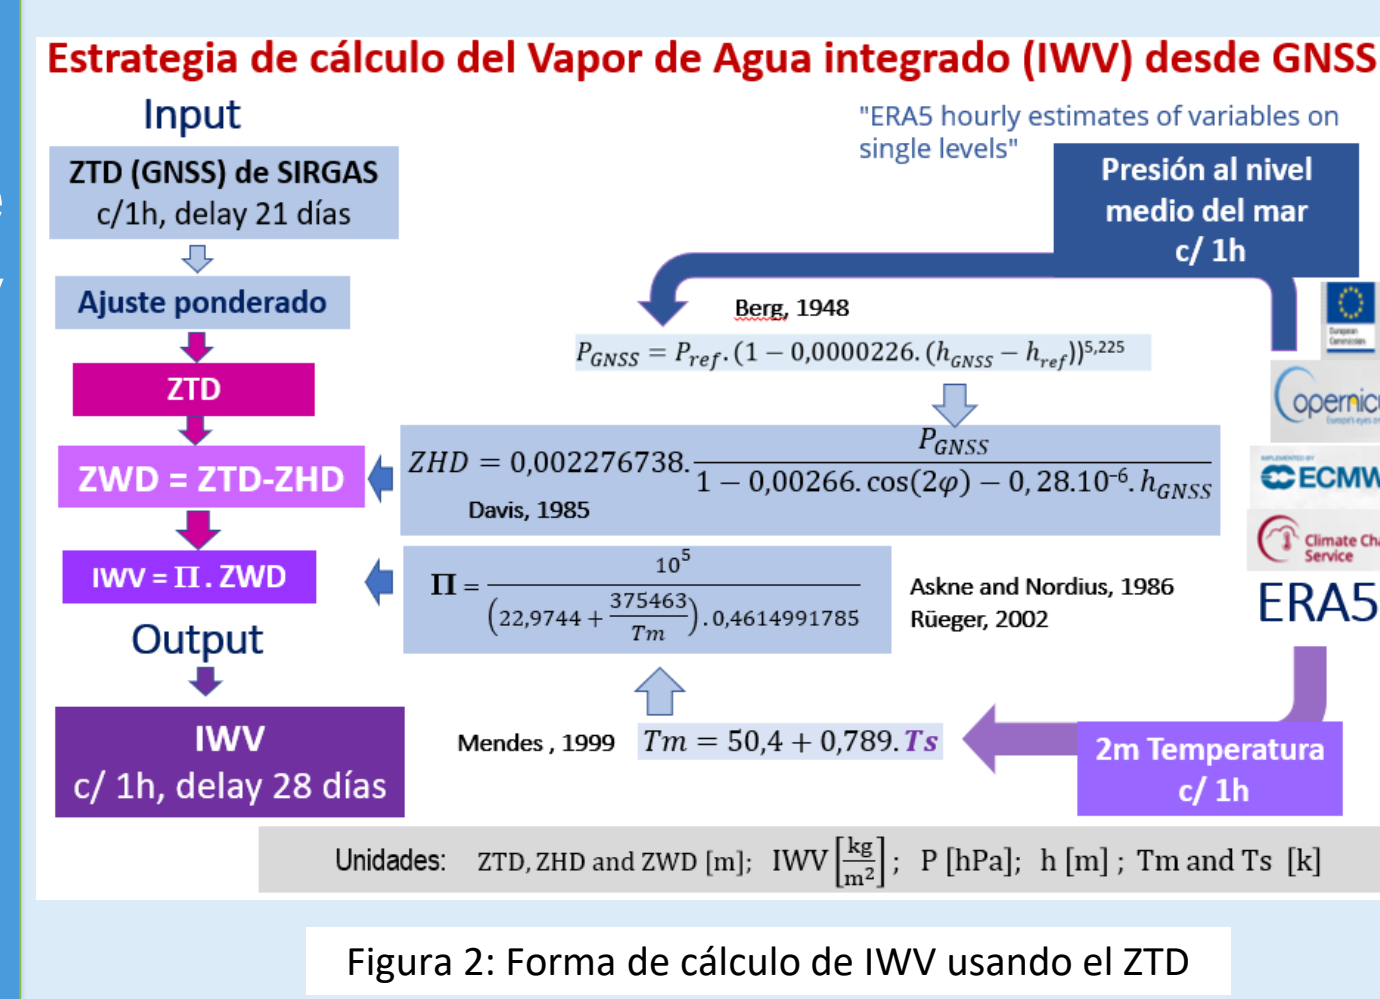 Estrategia de cálculo del Vapor de Agua integrado (IWV) desde GNSS
Input
ZTD (GNSS) de SIRGAS
c/1h, delay 21 días
Ajuste ponderado
ZTD
ZWD = ZTD-ZHD
IWV = Π . ZWD
Output
IWV
c/ 1h, delay 28 días
"ERA5 hourly estimates of variables on
single levels"
Presión al nivel
medio del mar
c/ 1h
Berg, 1948
P_GNSS = P_ref. (1 − 0,0000226. (h_GNSS − h_ref))^5,225
ZHD = 0,002276738. P_GNSS / (1 − 0,00266. cos(2φ) − 0, 28.10^-6. h_GNSS)
Davis, 1985
Π = 10^5 / ((22,9744 + 375463/Tm) . 0,4614991785)
Askne and Nordius, 1986
Rüeger, 2002
Mendes , 1999
Tm = 50,4 + 0,789. Ts
European
Commission
opernic
ECMW
Climate Cha
Service
ERA5
2m Temperatura
c/ 1h
Unidades: ZTD, ZHD and ZWD [m]; IWV [kg/m²] ; P [hPa]; h [m] ; Tm and Ts [k]
Figura 2: Forma de cálculo de IWV usando el ZTD